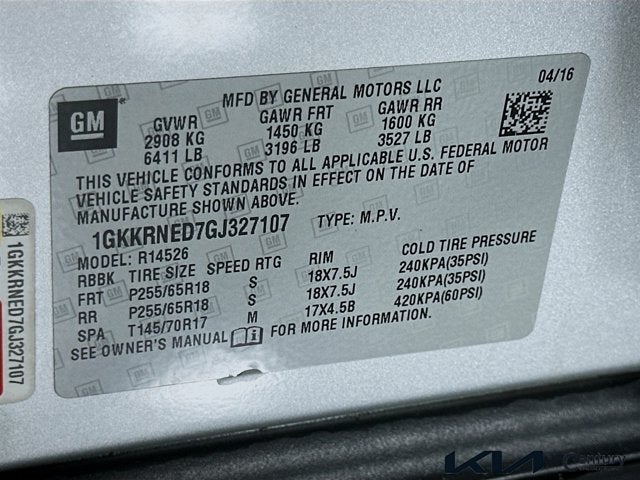 GM
MFD BY GENERAL MOTORS LLC 04/16
GVWR GAWR FRT GAWR RR
2908 KG 1450 KG 1600 KG
6411 LB 3196 LB 3527 LB
THIS VEHICLE CONFORMS TO ALL APPLICABLE U.S. FEDERAL MOTOR
VEHICLE SAFETY STANDARDS IN EFFECT ON THE DATE OF
MANUFACTURE SHOWN ABOVE.
1GKKRNED7GJ327107 TYPE: M.P.V.
MODEL: R14526
RBBK TIRE SIZE SPEED RTG RIM COLD TIRE PRESSURE
FRT P255/65R18 S 18X7.5J 240KPA(35PSI)
RR P255/65R18 S 18X7.5J 240KPA(35PSI)
SPA T145/70R17 M 17X4.5B 420KPA(60PSI)
SEE OWNER'S MANUAL FOR MORE INFORMATION.
1GKKRNED7GJ327107
KIA Century